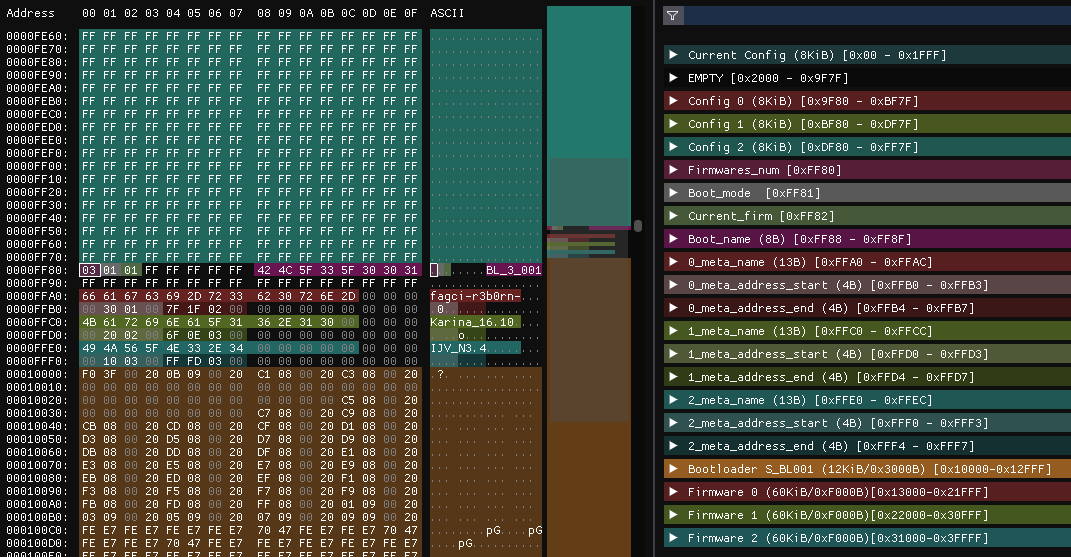 Address 00 01 02 03 04 05 06 07 08 09 0A 0B 0C 0D 0E 0F ASCII
0000FE60: FF FF FF FF FF FF FF FF FF FF FF FF FF FF FF FF ................
0000FE70: FF FF FF FF FF FF FF FF FF FF FF FF FF FF FF FF ................
0000FE80: FF FF FF FF FF FF FF FF FF FF FF FF FF FF FF FF ................
0000FE90: FF FF FF FF FF FF FF FF FF FF FF FF FF FF FF FF ................
0000FEA0: FF FF FF FF FF FF FF FF FF FF FF FF FF FF FF FF ................
0000FEB0: FF FF FF FF FF FF FF FF FF FF FF FF FF FF FF FF ................
0000FEC0: FF FF FF FF FF FF FF FF FF FF FF FF FF FF FF FF ................
0000FED0: FF FF FF FF FF FF FF FF FF FF FF FF FF FF FF FF ................
0000FEE0: FF FF FF FF FF FF FF FF FF FF FF FF FF FF FF FF ................
0000FEF0: FF FF FF FF FF FF FF FF FF FF FF FF FF FF FF FF ................
0000FF00: FF FF FF FF FF FF FF FF FF FF FF FF FF FF FF FF ................
0000FF10: FF FF FF FF FF FF FF FF FF FF FF FF FF FF FF FF ................
0000FF20: FF FF FF FF FF FF FF FF FF FF FF FF FF FF FF FF ................
0000FF30: FF FF FF FF FF FF FF FF FF FF FF FF FF FF FF FF ................
0000FF40: FF FF FF FF FF FF FF FF FF FF FF FF FF FF FF FF ................
0000FF50: FF FF FF FF FF FF FF FF FF FF FF FF FF FF FF FF ................
0000FF60: FF FF FF FF FF FF FF FF FF FF FF FF FF FF FF FF ................
0000FF70: FF FF FF FF FF FF FF FF FF FF FF FF FF FF FF FF ................
0000FF80: 03 01 01 FF FF FF FF FF 42 4C 5F 33 5F 30 30 31 ........BL_3_001
0000FF90: FF FF FF FF FF FF FF FF FF FF FF FF FF FF FF FF ................
0000FFA0: 66 61 67 63 69 2D 72 33 62 30 72 6E 2D 00 00 00 fagci-r3b0rn-...
0000FFB0: 00 30 01 00 7F 1F 02 00 00 00 00 00 00 00 00 00 .0..............
0000FFC0: 4B 61 72 69 6E 61 5F 31 36 2E 31 30 00 00 00 00 Karina_16.10....
0000FFD0: 00 20 02 00 6F 0E 03 00 00 00 00 00 00 00 00 00 . ..o...........
0000FFE0: 49 4A 56 5F 4E 33 2E 34 00 00 00 00 00 00 00 00 IJV_N3.4........
0000FFF0: 00 10 03 00 FF FD 03 00 00 00 00 00 00 00 00 00 ................
00010000: F0 3F 00 20 0B 09 00 20 C1 08 00 20 C3 08 00 20 .?. ... ... ... 
00010010: 00 00 00 00 00 00 00 00 00 00 00 00 00 00 00 00 ................
00010020: 00 00 00 00 00 00 00 00 00 00 00 00 C5 08 00 20 ............... 
00010030: 00 00 00 00 00 00 00 00 C7 08 00 20 C9 08 00 20 ........... ... 
00010040: CB 08 00 20 CD 08 00 20 CF 08 00 20 D1 08 00 20 ... ... ... ... 
00010050: D3 08 00 20 D5 08 00 20 D7 08 00 20 D9 08 00 20 ... ... ... ... 
00010060: DB 08 00 20 DD 08 00 20 DF 08 00 20 E1 08 00 20 ... ... ... ... 
00010070: E3 08 00 20 E5 08 00 20 E7 08 00 20 E9 08 00 20 ... ... ... ... 
00010080: EB 08 00 20 ED 08 00 20 EF 08 00 20 F1 08 00 20 ... ... ... ... 
00010090: F3 08 00 20 F5 08 00 20 F7 08 00 20 F9 08 00 20 ... ... ... ... 
000100A0: FB 08 00 20 FD 08 00 20 FF 08 00 20 01 09 00 20 ... ... ... ... 
000100B0: 03 09 00 20 05 09 00 20 07 09 00 20 09 09 00 20 ... ... ... ... 
000100C0: FE E7 FE E7 FE E7 FE E7 70 47 FE E7 FE E7 70 47 ........pG....pG
000100D0: FE E7 FE E7 70 47 FE E7 FE E7 FE E7 FE E7 FE E7 ....pG..........
Current Config (8KiB) [0x00 - 0x1FFF]
EMPTY [0x2000 - 0x9F7F]
Config 0 (8KiB) [0x9F80 - 0xBF7F]
Config 1 (8KiB) [0xBF80 - 0xDF7F]
Config 2 (8KiB) [0xDF80 - 0xFF7F]
Firmwares_num [0xFF80]
Boot_mode [0xFF81]
Current_firm [0xFF82]
Boot_name (8B) [0xFF88 - 0xFF8F]
0_meta_name (13B) [0xFFA0 - 0xFFAC]
0_meta_address_start (4B) [0xFFB0 - 0xFFB3]
0_meta_address_end (4B) [0xFFB4 - 0xFFB7]
1_meta_name (13B) [0xFFC0 - 0xFFCC]
1_meta_address_start (4B) [0xFFD0 - 0xFFD3]
1_meta_address_end (4B) [0xFFD4 - 0xFFD7]
2_meta_name (13B) [0xFFE0 - 0xFFEC]
2_meta_address_start (4B) [0xFFF0 - 0xFFF3]
2_meta_address_end (4B) [0xFFF4 - 0xFFF7]
Bootloader S_BL001 (12KiB/0x3000B) [0x10000-0x12FFF]
Firmware 0 (60KiB/0xF000B)[0x13000-0x21FFF]
Firmware 1 (60KiB/0xF000B)[0x22000-0x30FFF]
Firmware 2 (60KiB/0xF000B)[0x31000-0x3FFFF]